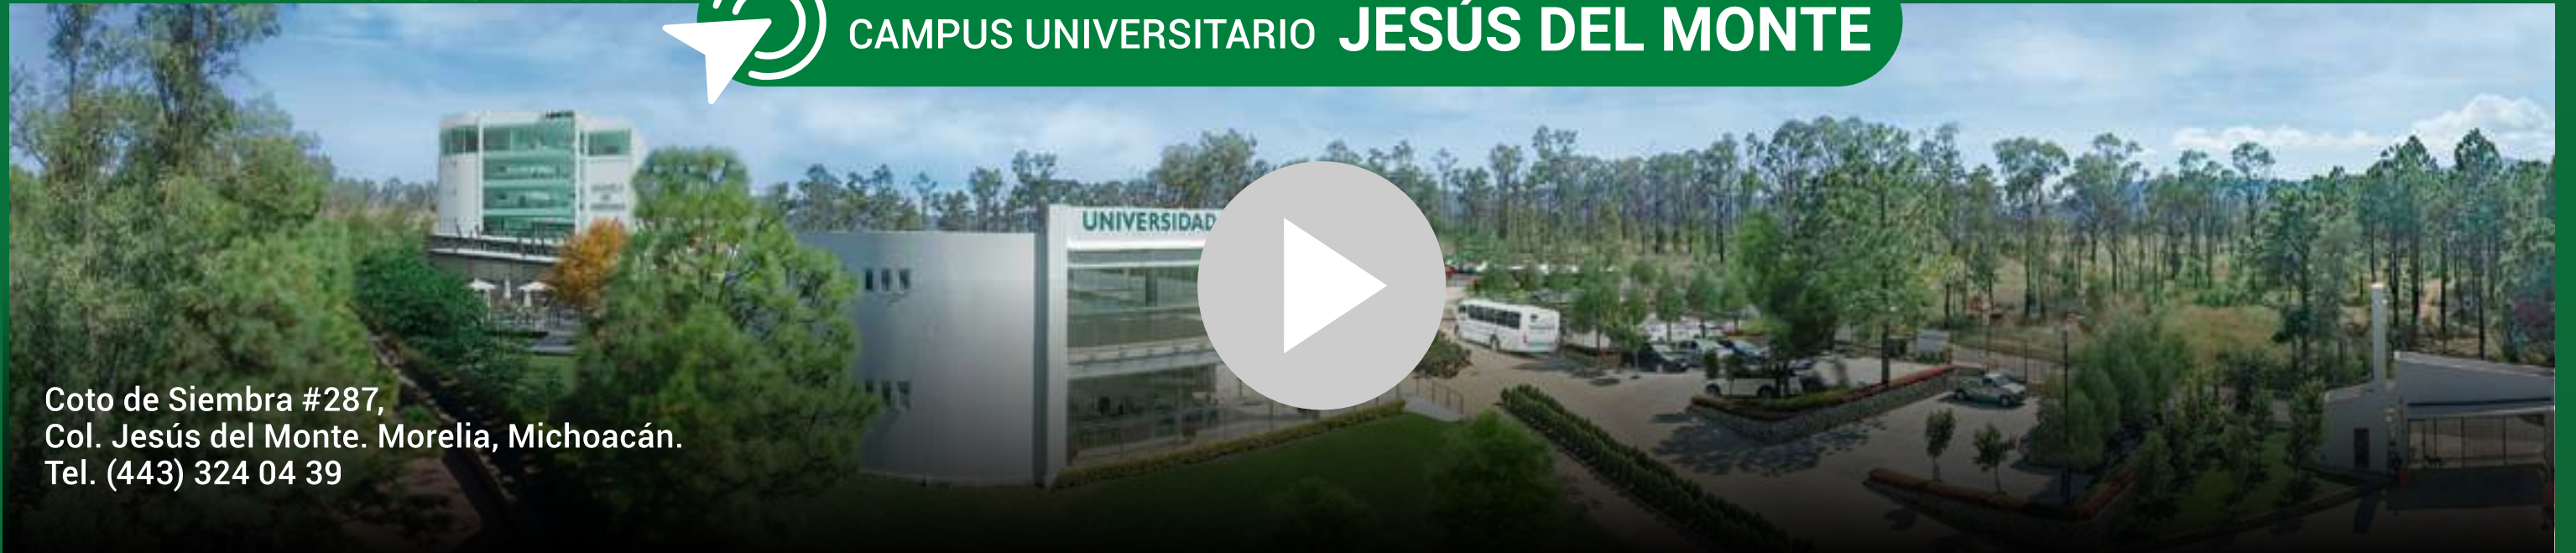 CAMPUS UNIVERSITARIO JESÚS DEL MONTE
UNIVERSIDAD
Coto de Siembra #287,
Col. Jesús del Monte. Morelia, Michoacán.
Tel. (443) 324 04 39